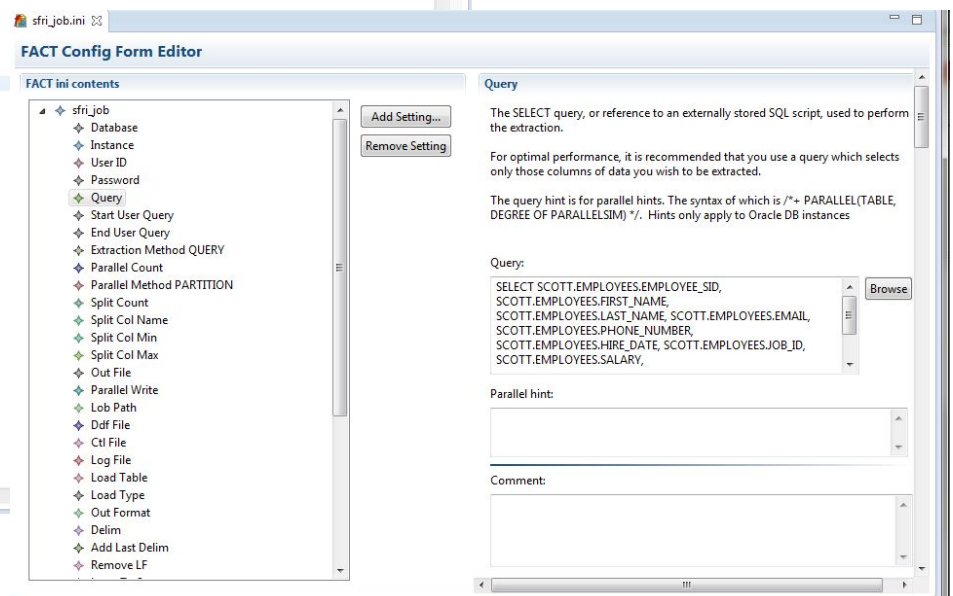 sfri_job.ini
FACT Config Form Editor
FACT ini contents
sfri_job
Database
Instance
User ID
Password
Query
Start User Query
End User Query
Extraction Method QUERY
Parallel Count
Parallel Method PARTITION
Split Count
Split Col Name
Split Col Min
Split Col Max
Out File
Parallel Write
Lob Path
Ddf File
Ctl File
Log File
Load Table
Load Type
Out Format
Delim
Add Last Delim
Remove LF
Add Setting...
Remove Setting
Query
The SELECT query, or reference to an externally stored SQL script, used to perform
the extraction.
For optimal performance, it is recommended that you use a query which selects
only those columns of data you wish to be extracted.
The query hint is for parallel hints. The syntax of which is /*+ PARALLEL(TABLE,
DEGREE OF PARALLELSIM) */. Hints only apply to Oracle DB instances
Query:
SELECT SCOTT.EMPLOYEES.EMPLOYEE_SID,
SCOTT.EMPLOYEES.FIRST_NAME,
SCOTT.EMPLOYEES.LAST_NAME, SCOTT.EMPLOYEES.EMAIL,
SCOTT.EMPLOYEES.PHONE_NUMBER,
SCOTT.EMPLOYEES.HIRE_DATE, SCOTT.EMPLOYEES.JOB_ID,
SCOTT.EMPLOYEES.SALARY,
Browse
Parallel hint:
Comment: